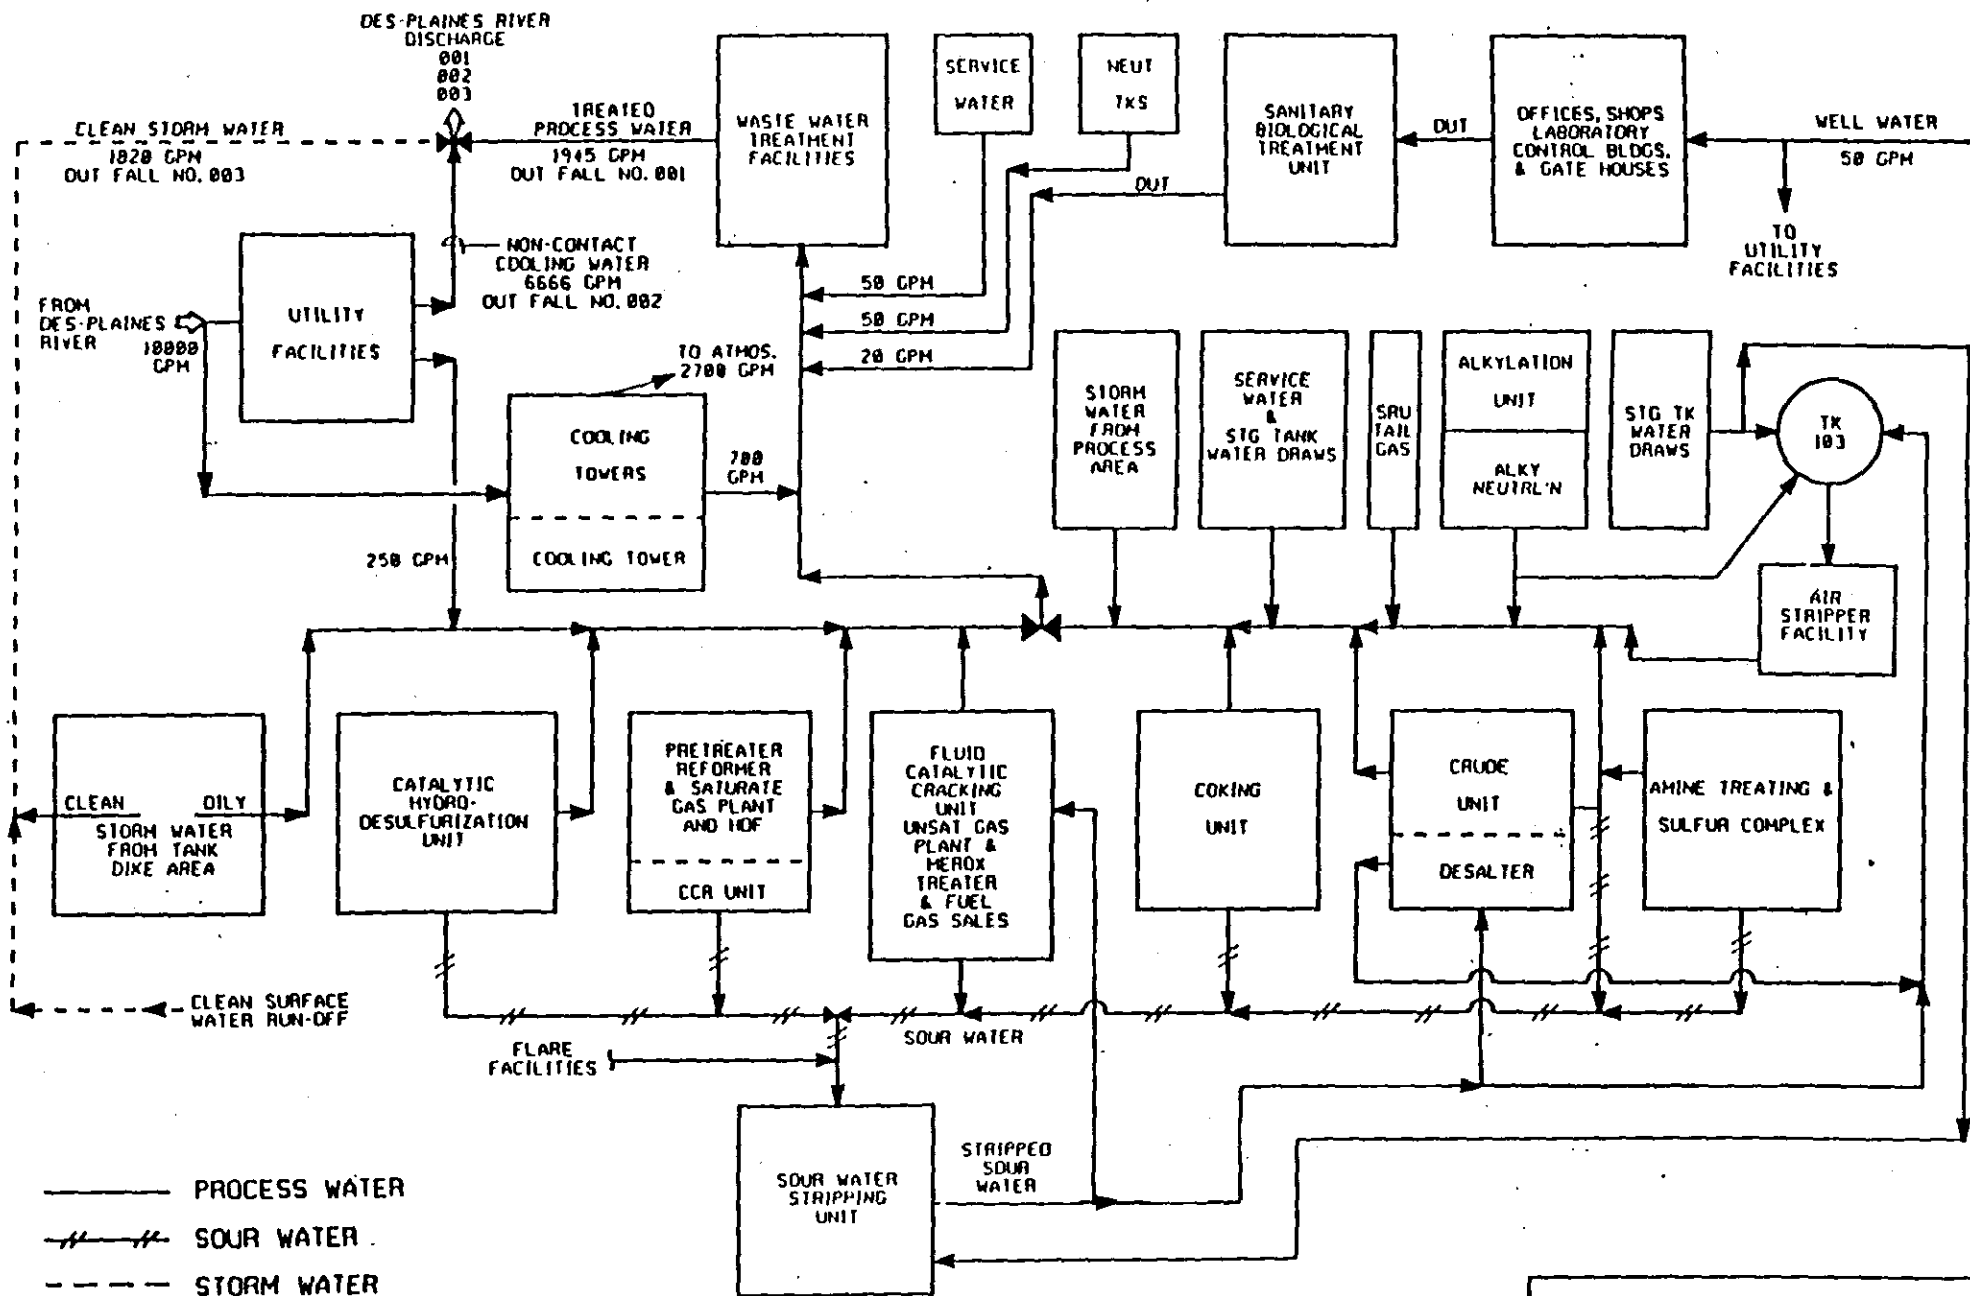 DES-PLAINES RIVER
DISCHARGE
001
002
003
CLEAN STORM WATER
1820 GPM
OUT FALL NO.003
TREATED
PROCESS WATER
1945 GPM
OUT FALL NO.001
WASTE WATER
TREATMENT
FACILITIES
SERVICE
WATER
NEUT
TKS
SANITARY
BIOLOGICAL
TREATMENT
UNIT
OUT
OFFICES, SHOPS
LABORATORY
CONTROL BLDGS,
& GATE HOUSES
WELL WATER
50 GPM
TO
UTILITY
FACILITIES
OUT
NON-CONTACT
COOLING WATER
6666 GPM
OUT FALL NO.002
50 GPM
50 GPM
20 GPM
FROM
DES-PLAINES
RIVER
10000
GPM
UTILITY
FACILITIES
TO ATMOS.
2700 GPM
COOLING
TOWERS
COOLING TOWER
700
GPM
250 GPM
STORM
WATER
FROM
PROCESS
AREA
SERVICE
WATER
&
STG TANK
WATER DRAWS
SRU
TAIL
GAS
ALKYLATION
UNIT
ALKY
NEUTRL'N
STG TK
WATER
DRAWS
TK
103
AIR
STRIPPER
FACILITY
CLEAN OILY
STORM WATER
FROM TANK
DIKE AREA
CATALYTIC
HYDRO-
DESULFURIZATION
UNIT
PRETREATER
REFORMER
& SATURATE
GAS PLANT
AND HOF
CCR UNIT
FLUID
CATALYTIC
CRACKING
UNIT
UNSAT GAS
PLANT &
MEROX
TREATER
& FUEL
GAS SALES
COKING
UNIT
CRUDE
UNIT
DESALTER
AMINE TREATING &
SULFUR COMPLEX
CLEAN SURFACE
WATER RUN-OFF
SOUR WATER
FLARE
FACILITIES
SOUR WATER
STRIPPING
UNIT
STRIPPED
SOUR
WATER
PROCESS WATER
SOUR WATER
STORM WATER